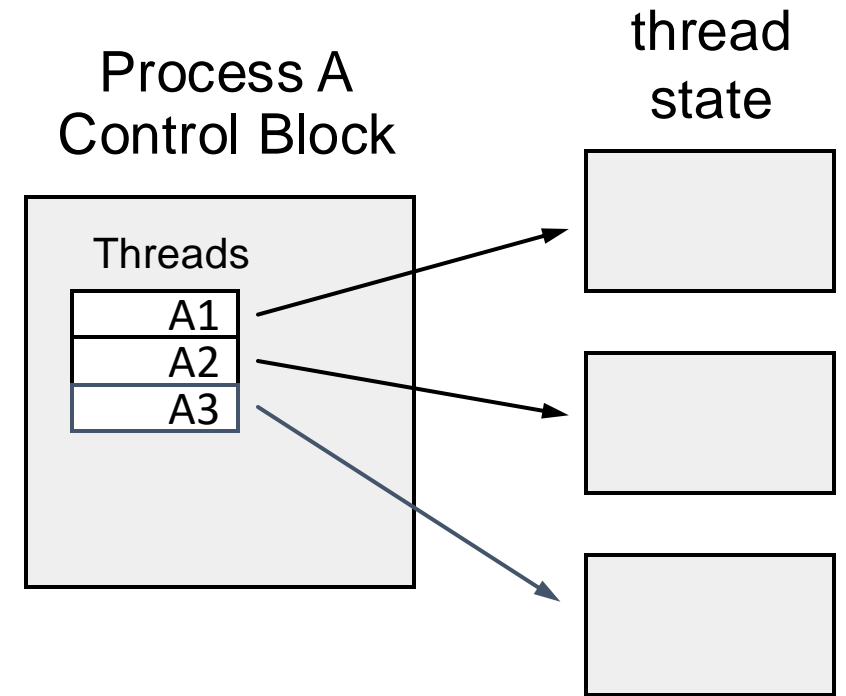 Process A
Control Block
Threads
A1
A2
A3
thread
state